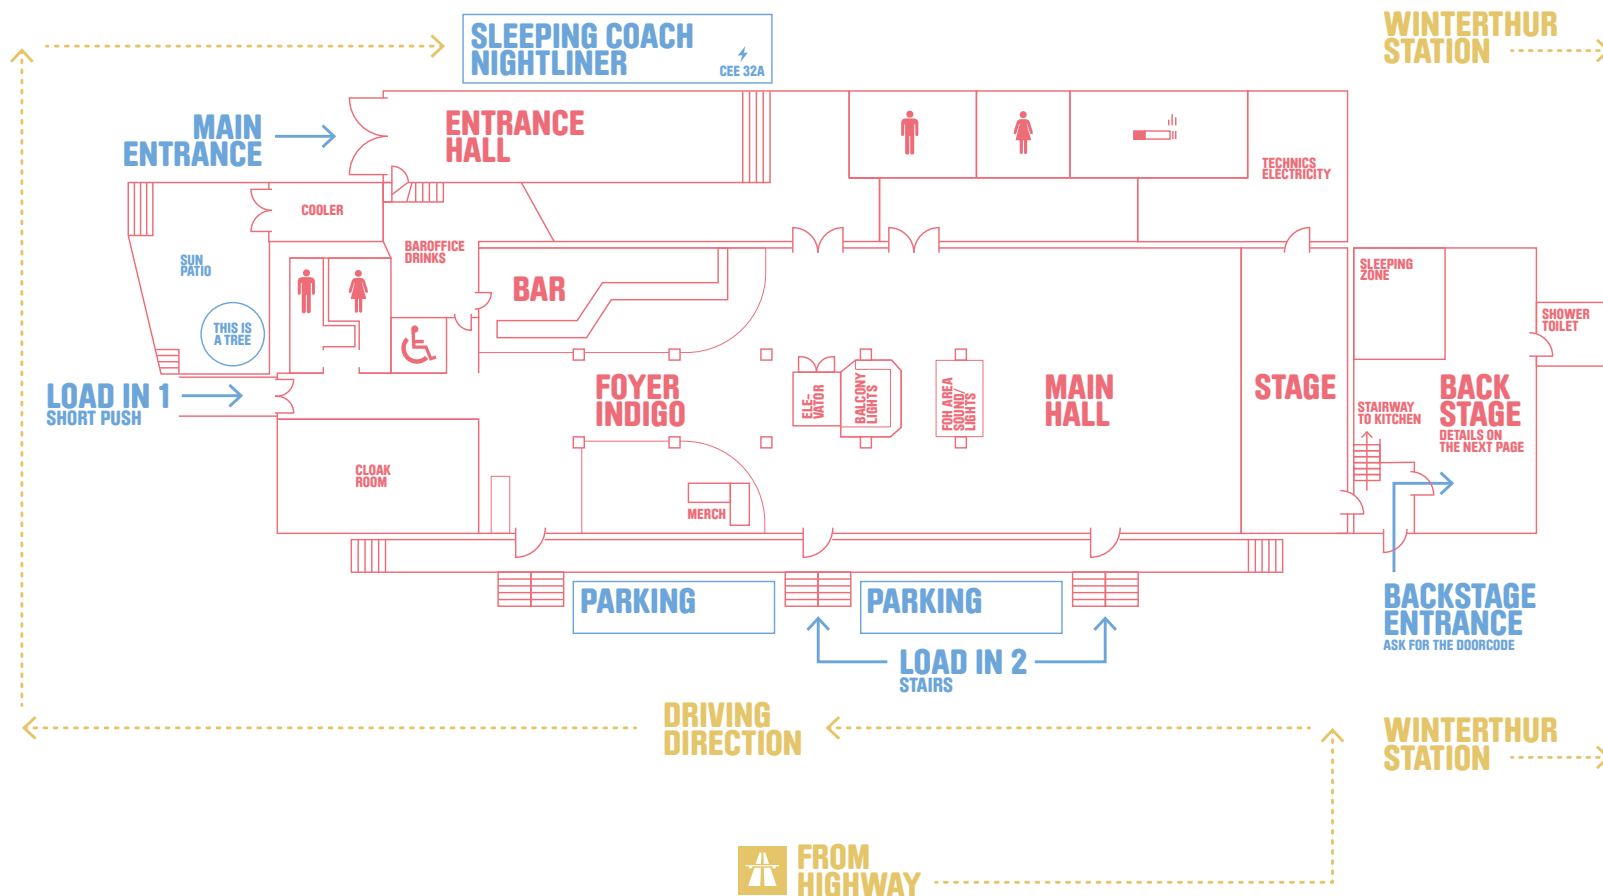 SLEEPING COACH
NIGHTLINER
CEE 32A
WINTERTHUR
STATION
MAIN
ENTRANCE
ENTRANCE
HALL
TECHNICS
ELECTRICITY
COOLER
BAROFFICE
DRINKS
SUN
PATIO
THIS IS
A TREE
BAR
SLEEPING
ZONE
SHOWER
TOILET
LOAD IN 1
SHORT PUSH
FOYER
INDIGO
ELE-
VATOR
BALCONY
LIGHTS
FOH AREA
SOUND/
LIGHTS
MAIN
HALL
STAGE
STAIRWAY
TO KITCHEN
BACK
STAGE
DETAILS ON
THE NEXT PAGE
CLOAK
ROOM
MERCH
PARKING
PARKING
BACKSTAGE
ENTRANCE
ASK FOR THE DOORCODE
LOAD IN 2
STAIRS
DRIVING
DIRECTION
WINTERTHUR
STATION
FROM
HIGHWAY